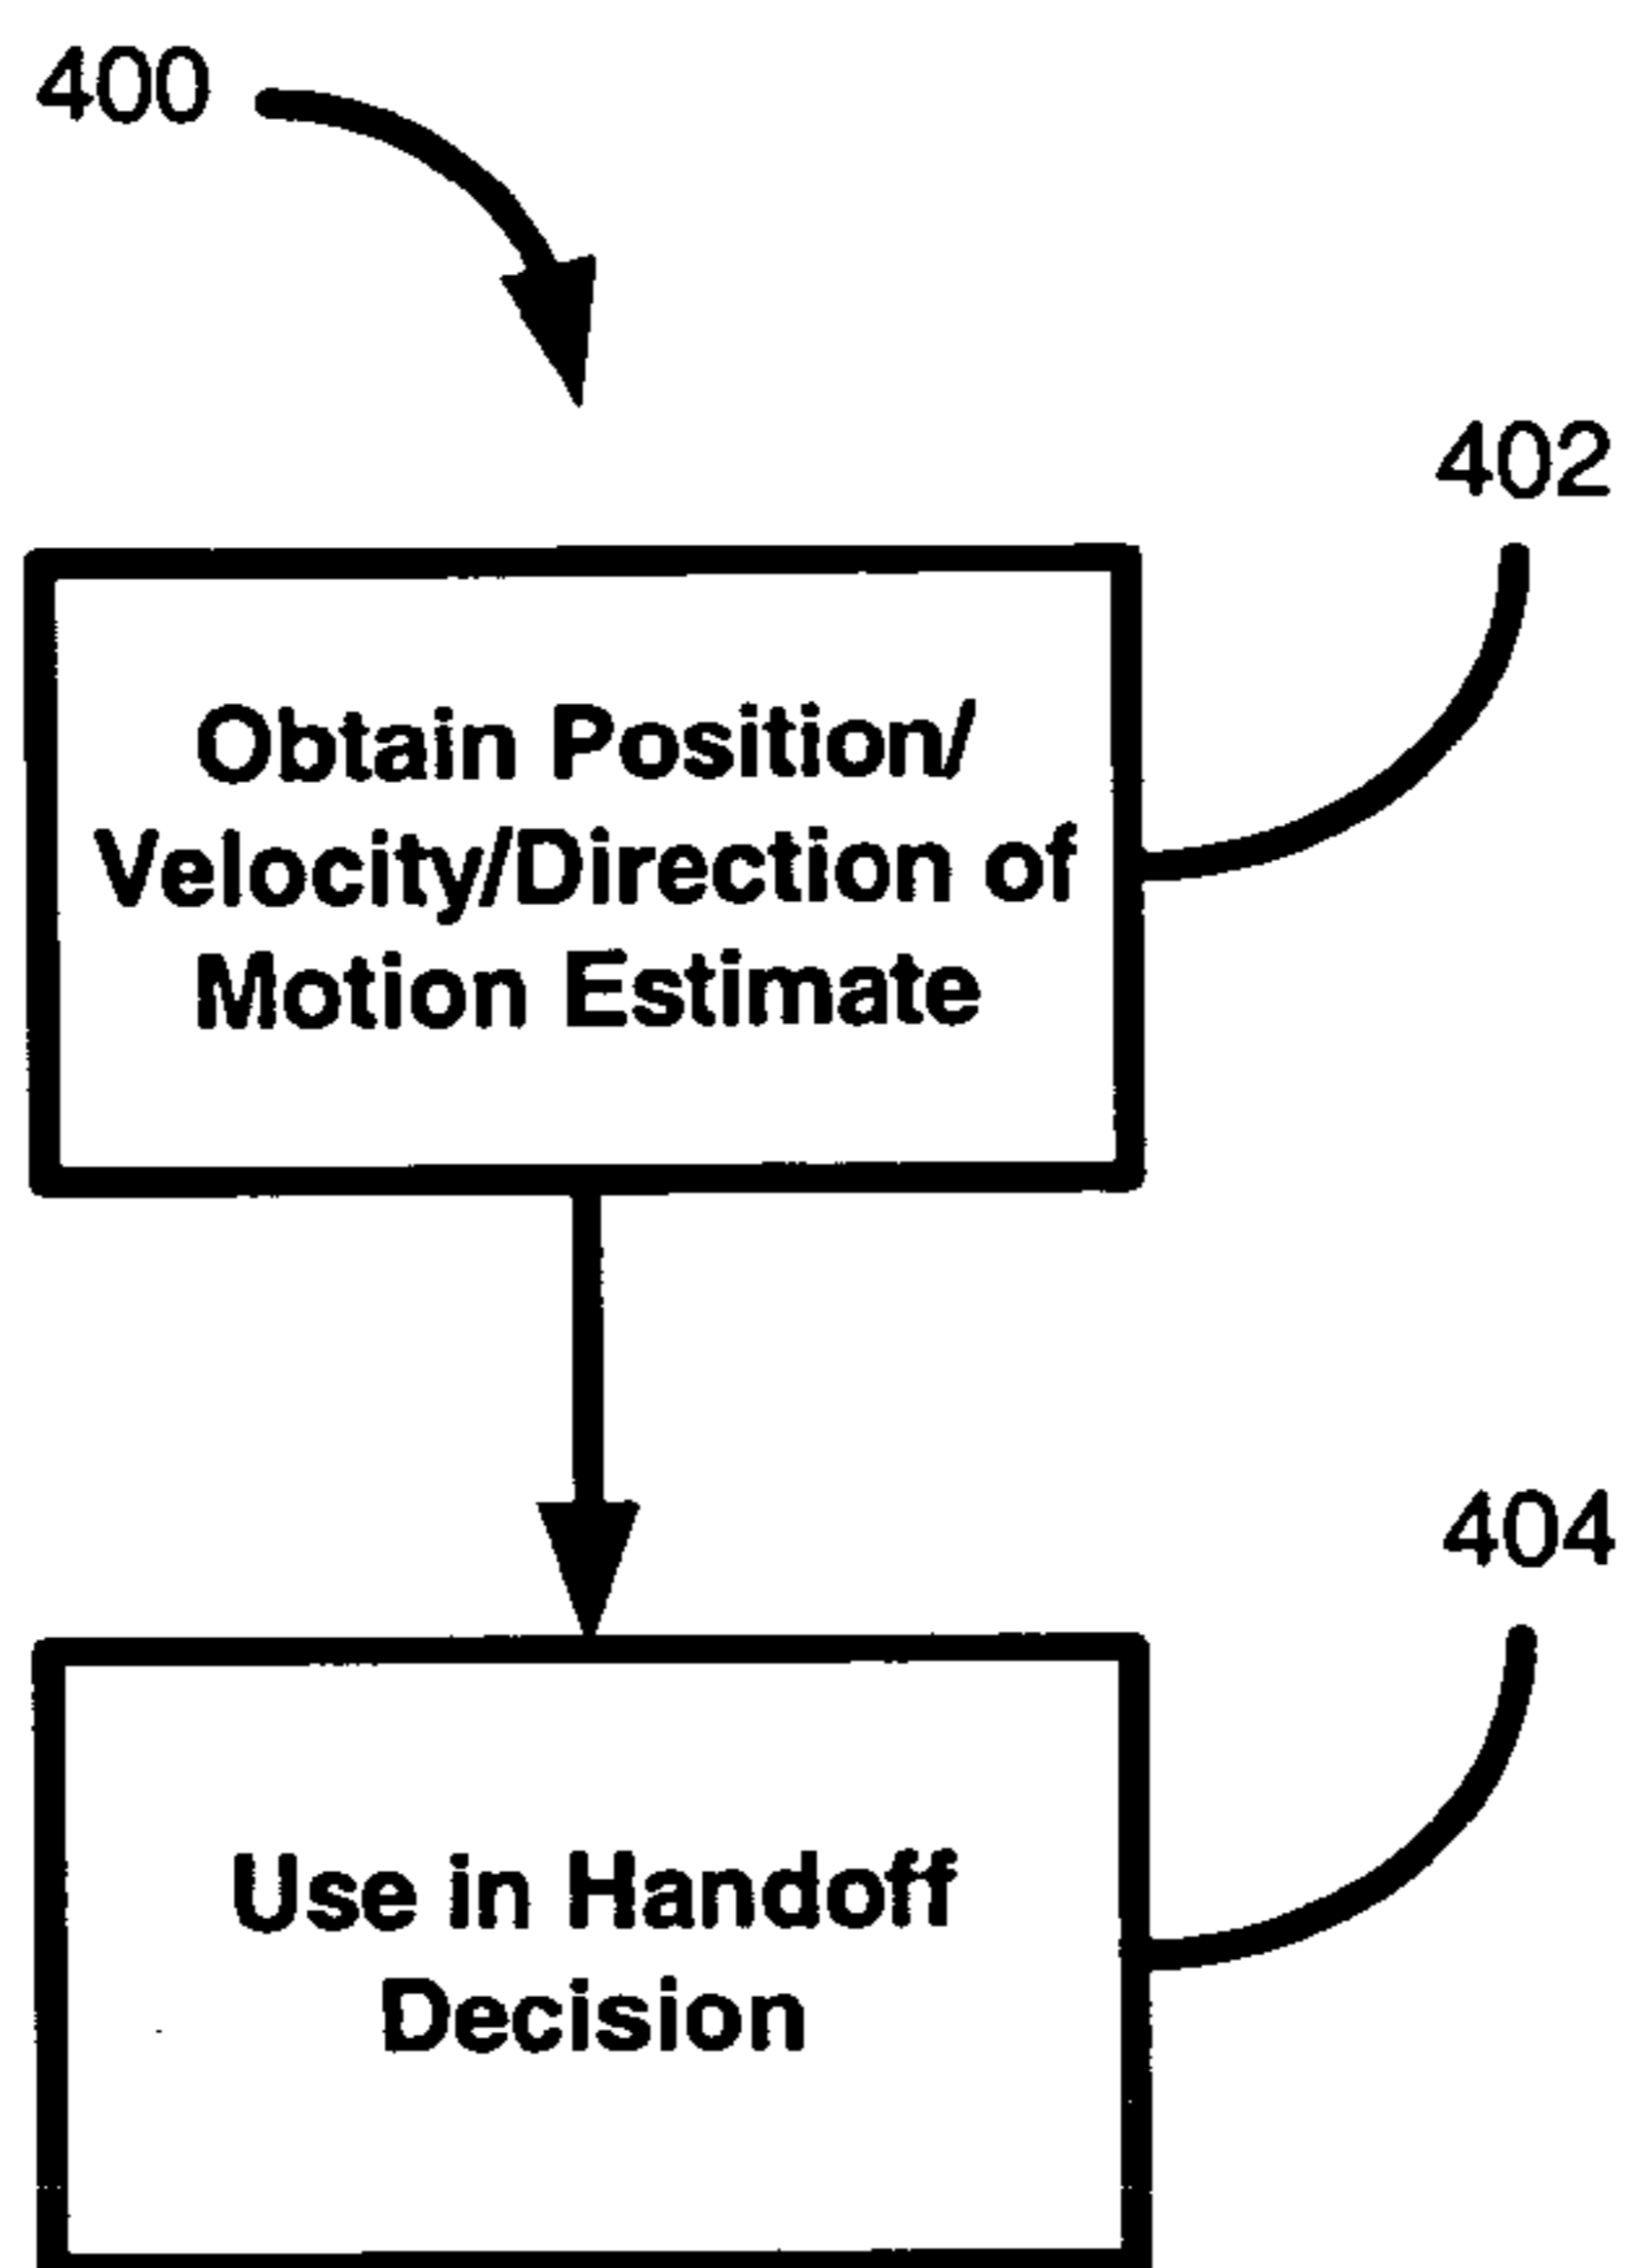 400
402
Obtain Position/
Velocity/Direction of
Motion Estimate
404
Use in Handoff
Decision